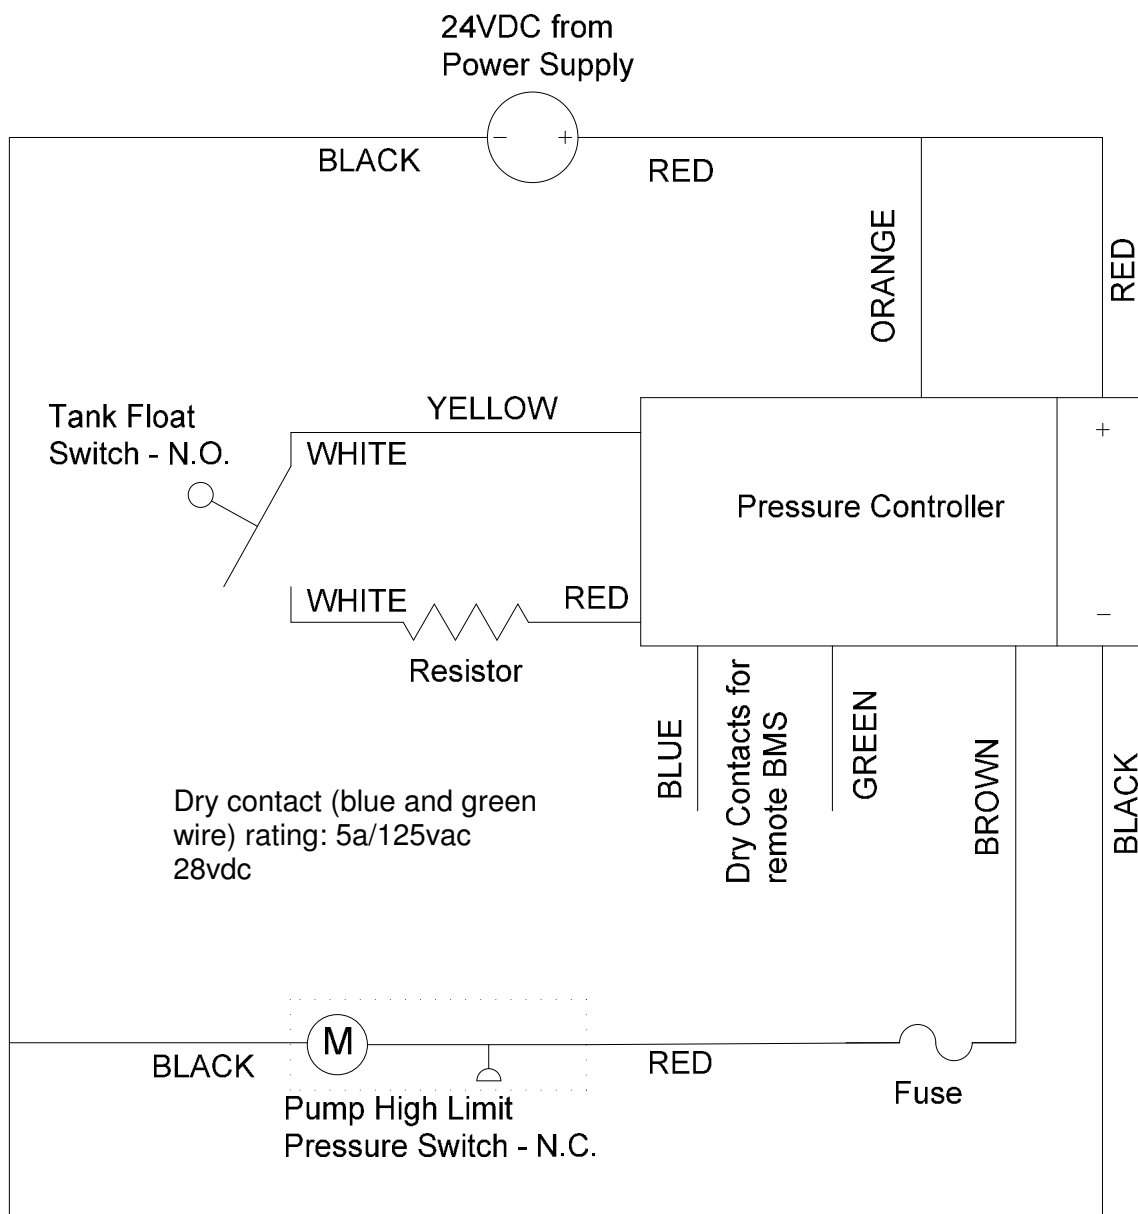 24VDC from
Power Supply
− +
BLACK
RED
ORANGE
RED
Tank Float
Switch - N.O.
YELLOW
WHITE
+
Pressure Controller
WHITE
RED
−
Resistor
BLUE
Dry Contacts for
remote BMS
GREEN
BROWN
BLACK
Dry contact (blue and green
wire) rating: 5a/125vac
28vdc
M
BLACK
RED
Fuse
Pump High Limit
Pressure Switch - N.C.